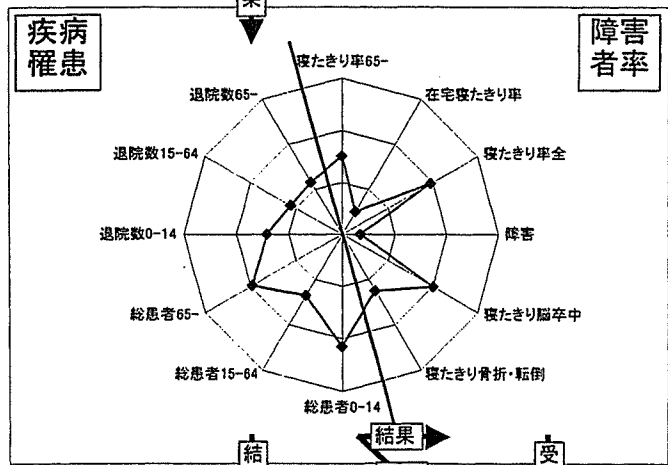 果
疾病
罹患
障害
者率
寝たきり率65-
在宅寝たきり率
退院数65-
退院数15-64
寝たきり率全
退院数0-14
障害
総患者65-
寝たきり脳卒中
総患者15-64
寝たきり骨折・転倒
総患者0-14
結果
結
受